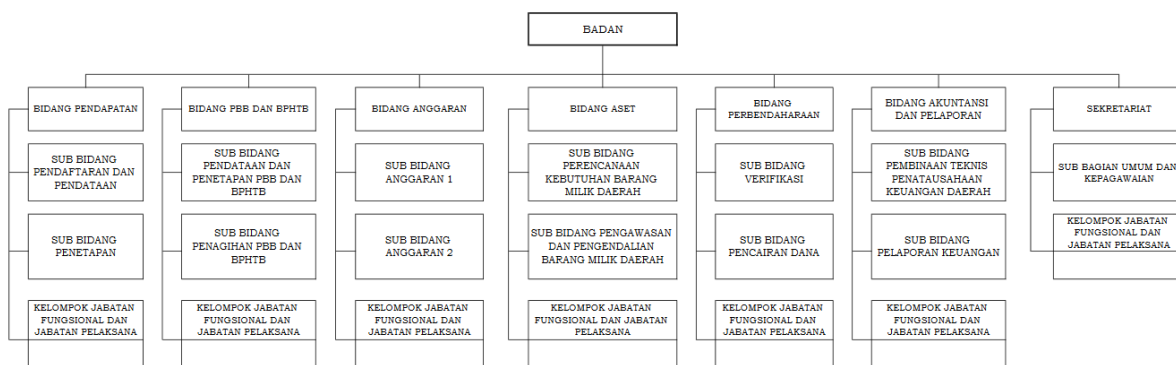 BADAN
BIDANG PENDAPATAN
BIDANG PBB DAN BPHTB
BIDANG ANGGARAN
BIDANG ASET
BIDANG
PERBENDAHARAAN
BIDANG AKUNTANSI
DAN PELAPORAN
SEKRETARIAT
SUB BIDANG
PENDAFTARAN DAN
PENDATAAN
SUB BIDANG
PENDATAAN DAN
PENETAPAN PBB DAN
BPHTB
SUB BIDANG
ANGGARAN 1
SUB BIDANG
PERENCANAAN
KEBUTUHAN BARANG
MILIK DAERAH
SUB BIDANG
VERIFIKASI
SUB BIDANG
PEMBINAAN TEKNIS
PENATAUSAHAAN
KEUANGAN DAERAH
SUB BAGIAN UMUM DAN
KEPAGAWAIAN
SUB BIDANG
PENETAPAN
SUB BIDANG
PENAGIHAN PBB DAN
BPHTB
SUB BIDANG
ANGGARAN 2
SUB BIDANG PENGAWASAN
DAN PENGENDALIAN
BARANG MILIK DAERAH
SUB BIDANG
PENCAIRAN DANA
SUB BIDANG
PELAPORAN KEUANGAN
KELOMPOK JABATAN
FUNGSIONAL DAN
JABATAN PELAKSANA
KELOMPOK JABATAN
FUNGSIONAL DAN
JABATAN PELAKSANA
KELOMPOK JABATAN
FUNGSIONAL DAN
JABATAN PELAKSANA
KELOMPOK JABATAN
FUNGSIONAL DAN
JABATAN PELAKSANA
KELOMPOK JABATAN
FUNGSIONAL DAN JABATAN
PELAKSANA
KELOMPOK JABATAN
FUNGSIONAL DAN
JABATAN PELAKSANA
KELOMPOK JABATAN
FUNGSIONAL DAN
JABATAN PELAKSANA